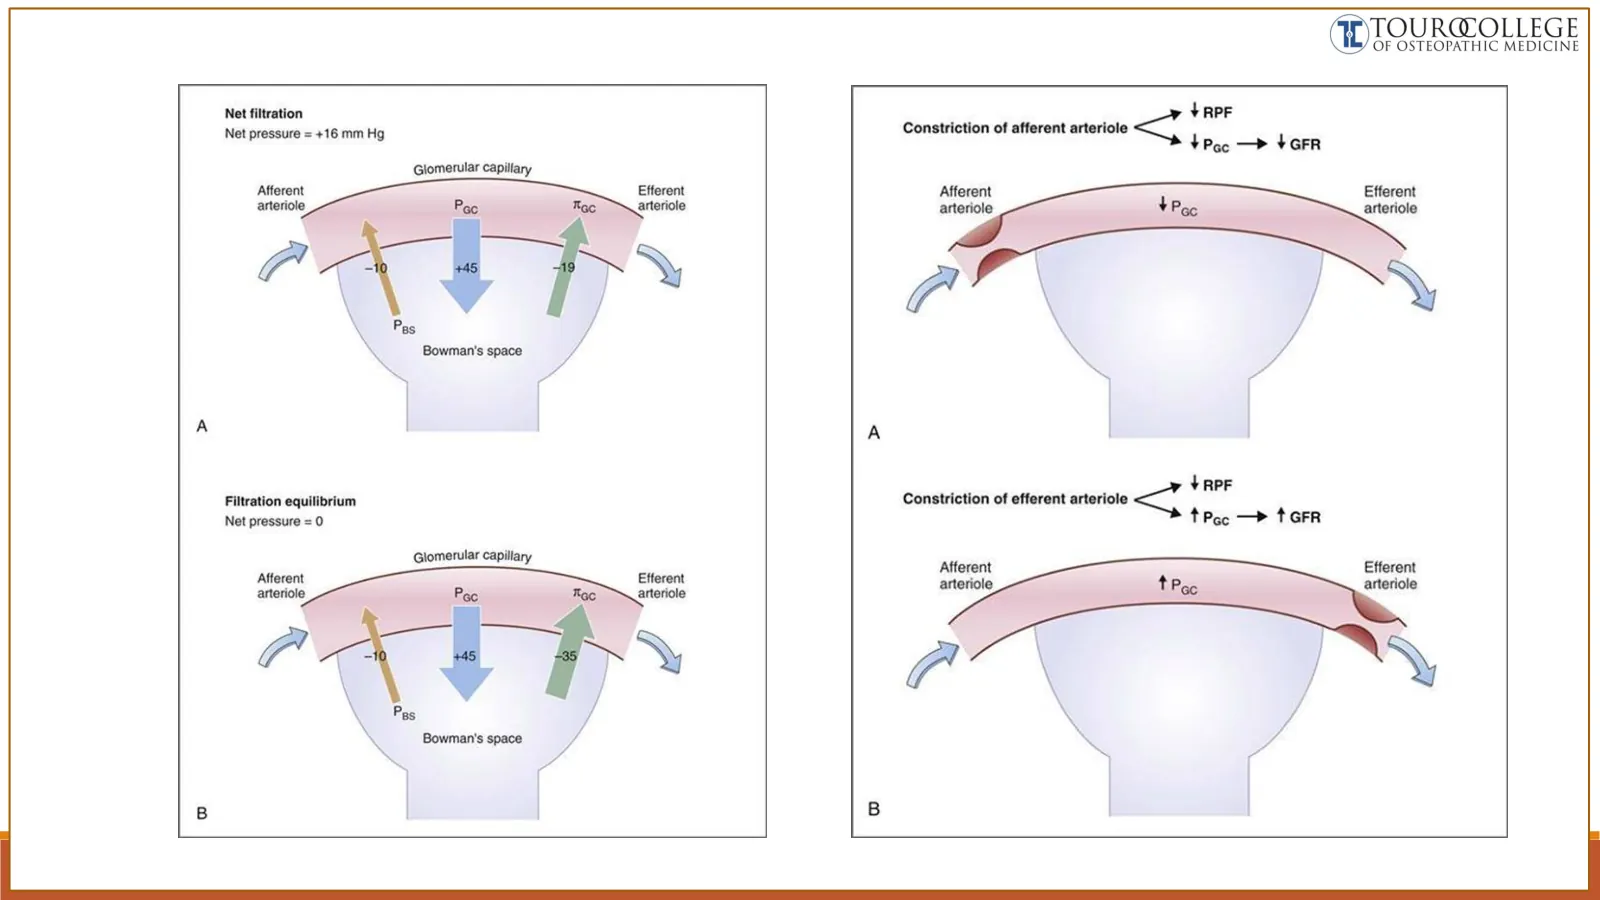 TOUROCOLLEGE
OF OSTEOPATHIC MEDICINE
Net filtration
Net pressure = +16 mm Hg
Glomerular capillary
Afferent
arteriole
Efferent
arteriole
PGC
πGC
–10
+45
–19
PBS
Bowman's space
A
Filtration equilibrium
Net pressure = 0
Glomerular capillary
Afferent
arteriole
Efferent
arteriole
PGC
πGC
–10
+45
–35
PBS
Bowman's space
B
Constriction of afferent arteriole
↓ RPF
↓ PGC → ↓ GFR
Afferent
arteriole
Efferent
arteriole
↓ PGC
A
Constriction of efferent arteriole
↓ RPF
↑ PGC → ↑ GFR
Afferent
arteriole
Efferent
arteriole
↑ PGC
B